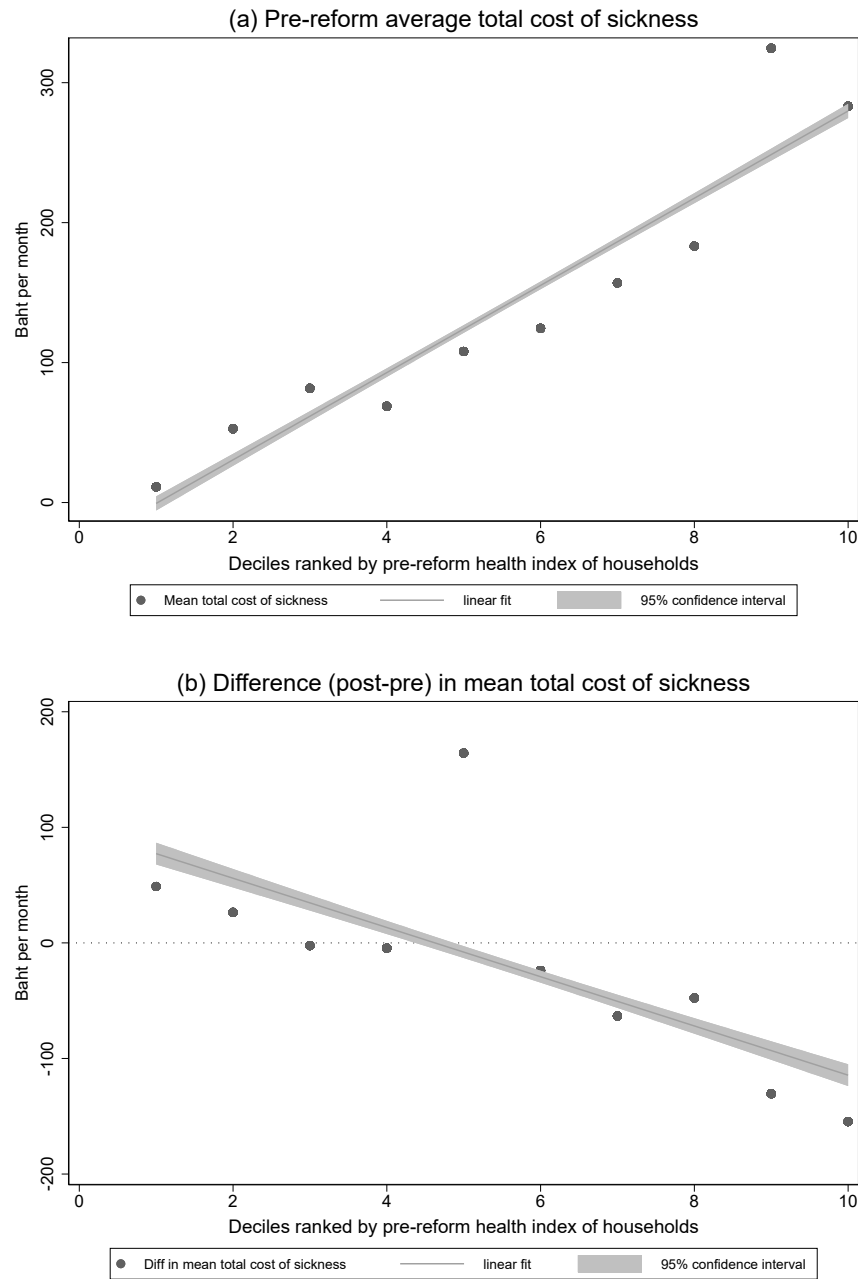 (a) Pre-reform average total cost of sickness
300
200
100
0
Baht per month
0 2 4 6 8 10
Deciles ranked by pre-reform health index of households
Mean total cost of sickness linear fit 95% confidence interval
(b) Difference (post-pre) in mean total cost of sickness
200
100
0
-100
-200
Baht per month
0 2 4 6 8 10
Deciles ranked by pre-reform health index of households
Diff in mean total cost of sickness linear fit 95% confidence interval